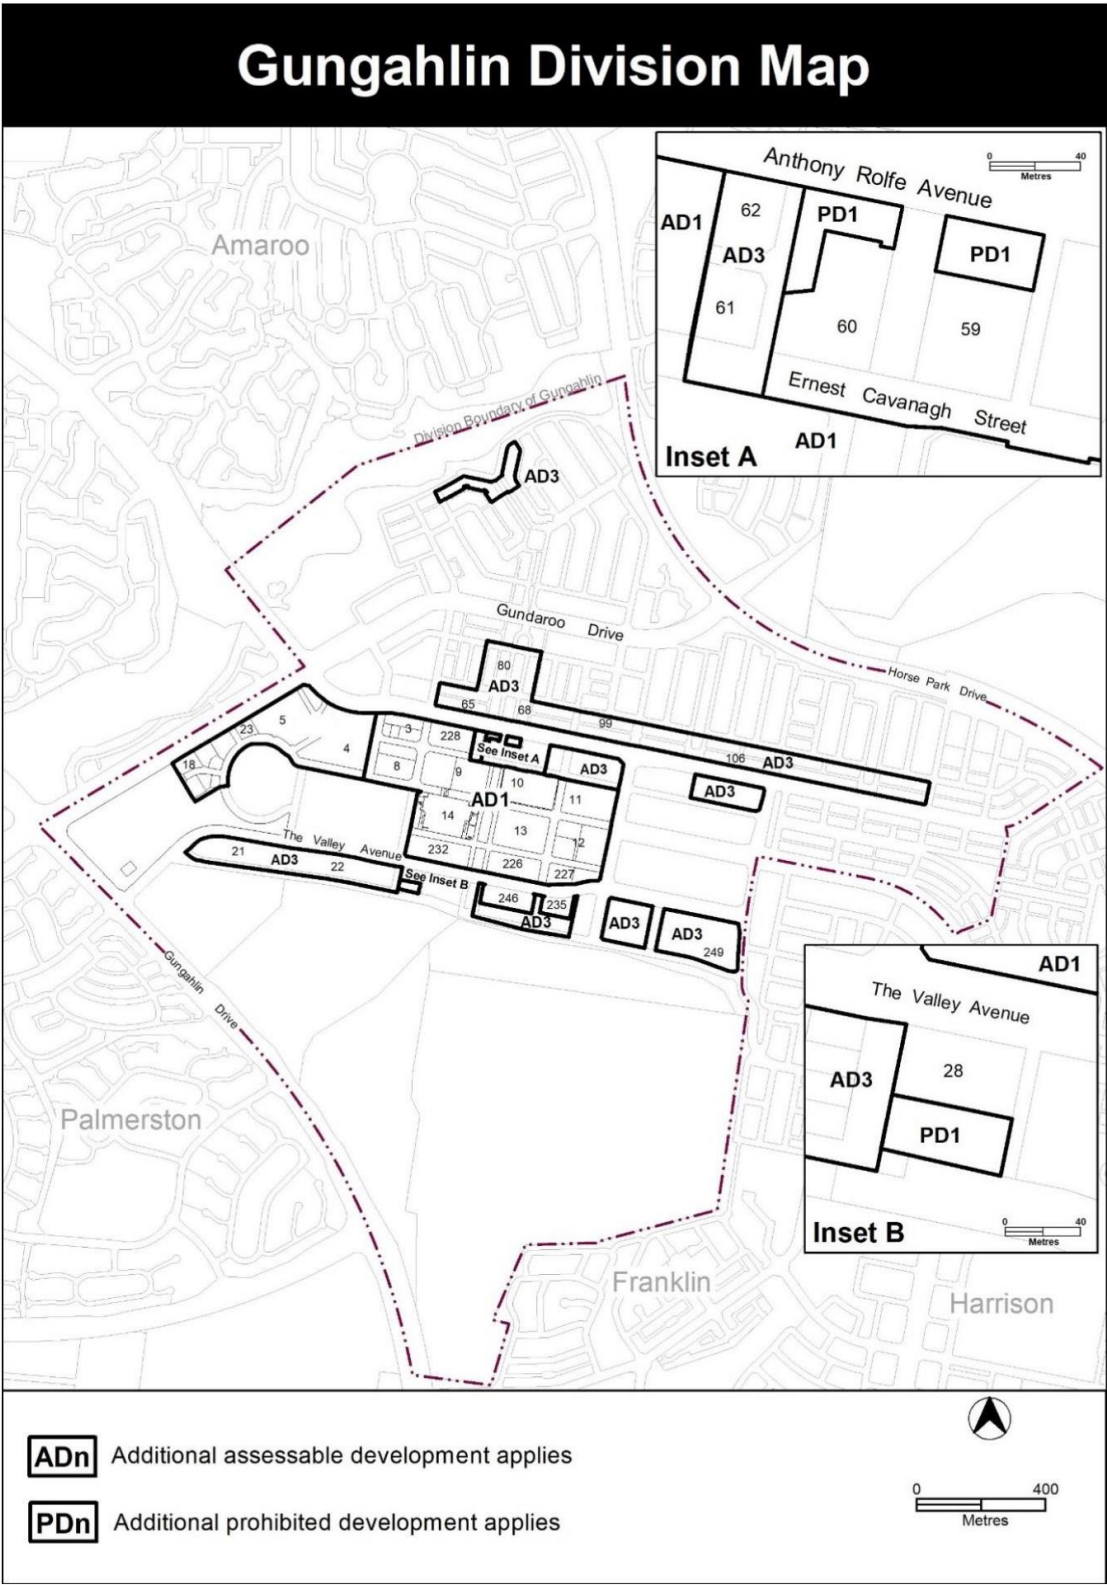 Gungahlin Division Map
Amaroo
Division Boundary of Gungahlin
AD3
Anthony Rolfe Avenue
0 40
Metres
AD1
62
AD3
61
PD1
60
PD1
59
Ernest Cavanagh Street
AD1
Inset A
Gundaroo Drive
Horse Park Drive
80
AD3
65
68
99
106
AD3
AD3
5
23
18
4
3
228
8
9
See Inset A
AD3
10
11
AD1
14
13
12
232
226
227
The Valley Avenue
21
AD3
22
See Inset B
246
235
AD3
AD3
AD3
249
Gungahlin Drive
AD1
The Valley Avenue
AD3
28
PD1
Inset B
0 40
Metres
Palmerston
Franklin
Harrison
ADn Additional assessable development applies
PDn Additional prohibited development applies
0 400
Metres